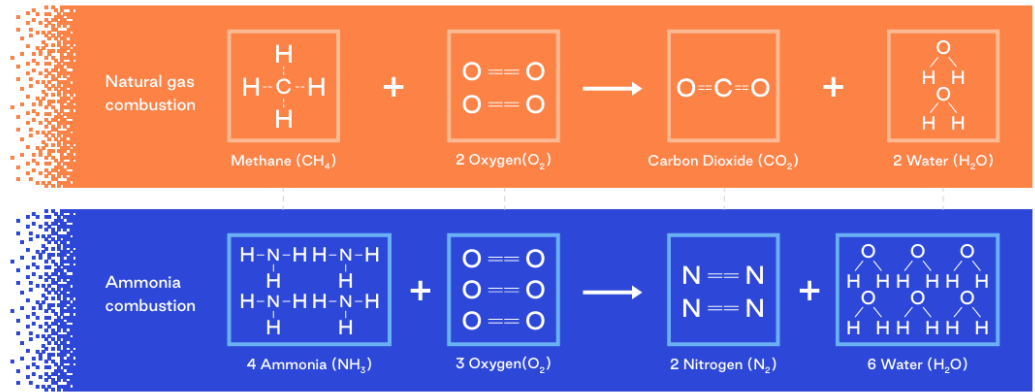 Natural gas
combustion
H
H--C--H
H
+
O==O
O==O
→
O=C=O
+
O
H H
O
H H
Methane (CH₄)
2 Oxygen(O₂)
Carbon Dioxide (CO₂)
2 Water (H₂O)
Ammonia
combustion
H-N-H H-N-H
H H
H-N-H H-N-H
H H
+
O==O
O==O
O==O
→
N==N
N==N
+
O O O
H H H H H H
O O O
H H H H H H
4 Ammonia (NH₃)
3 Oxygen(O₂)
2 Nitrogen (N₂)
6 Water (H₂O)